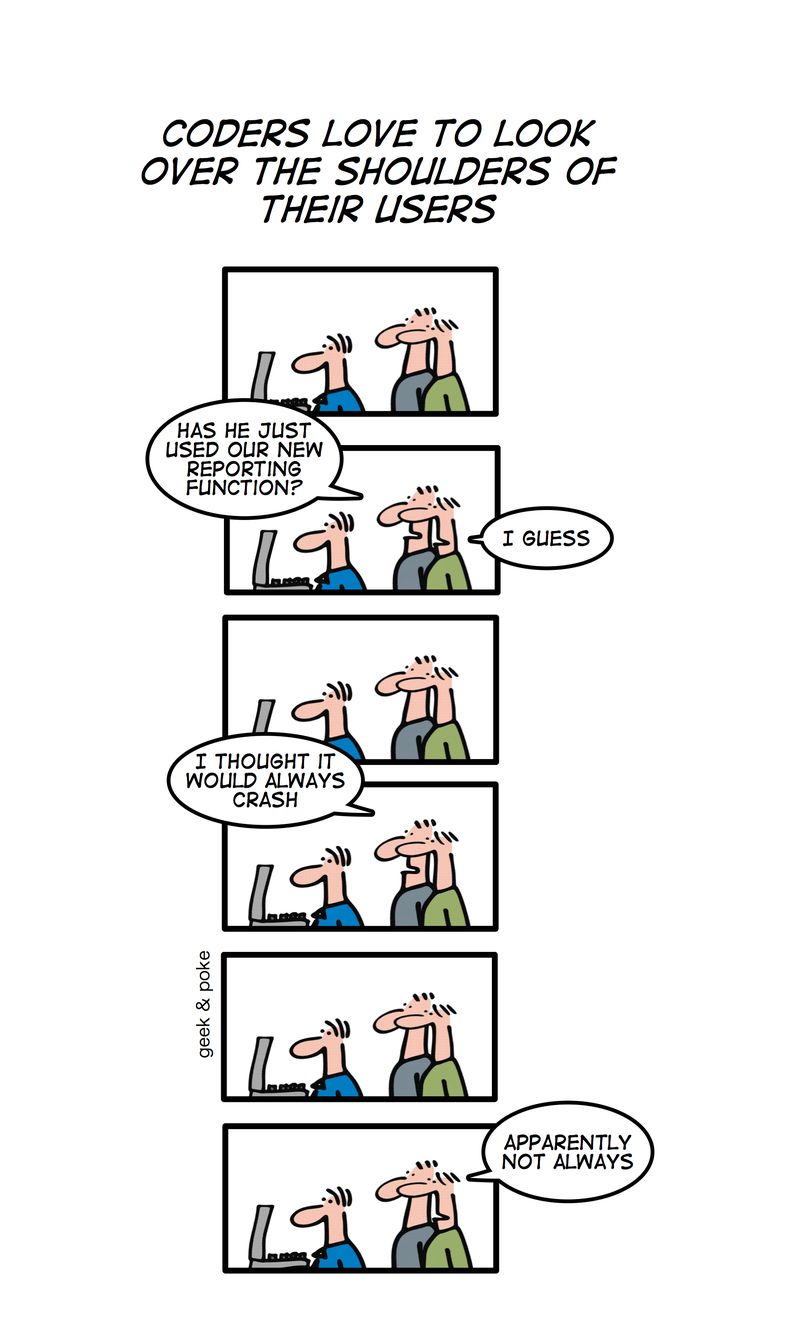 CODERS LOVE TO LOOK
OVER THE SHOULDERS OF
THEIR USERS
HAS HE JUST
USED OUR NEW
REPORTING
FUNCTION?
I GUESS
I THOUGHT IT
WOULD ALWAYS
CRASH
geek & poke
APPARENTLY
NOT ALWAYS